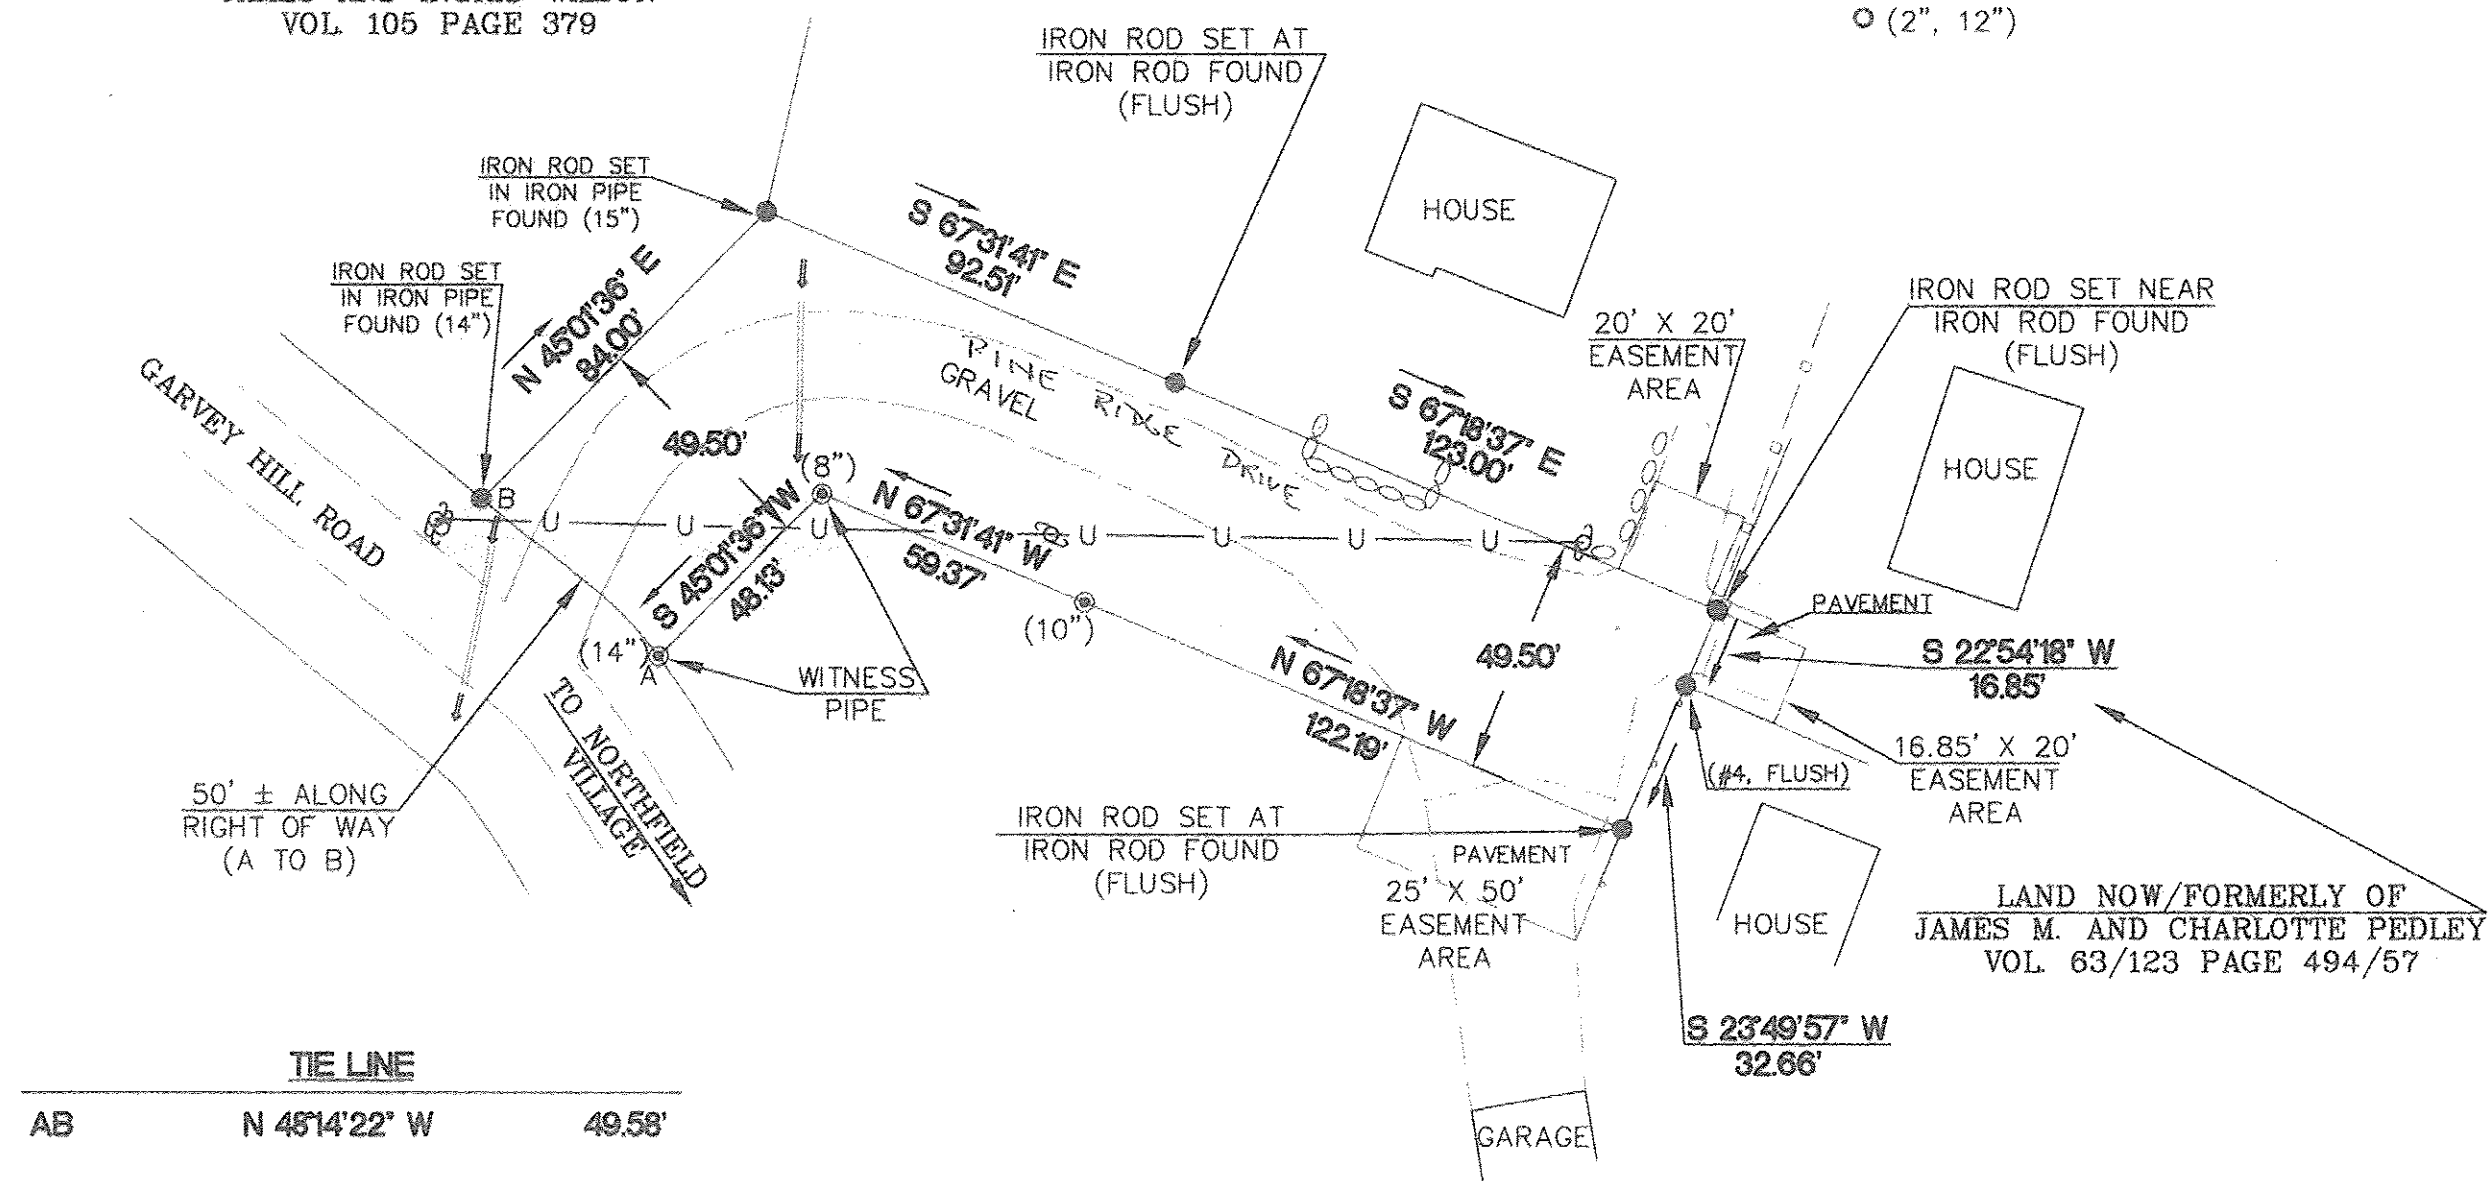 VOL 105 PAGE 379
O (2", 12")
IRON ROD SET AT
IRON ROD FOUND
(FLUSH)
IRON ROD SET
IN IRON PIPE
FOUND (15")
HOUSE
S 67°31'41" E
92.51'
IRON ROD SET
IN IRON PIPE
FOUND (14")
N 45°01'36" E
84.00'
IRON ROD SET NEAR
IRON ROD FOUND
(FLUSH)
20' X 20'
EASEMENT
AREA
PINE RIDGE DRIVE
GRAVEL
S 67°18'37" E
123.00'
GARVEY HILL ROAD
49.50'
(8")
HOUSE
B
U U U U U U U
N 67°31'41" W
59.37'
S 45°01'36" W
48.13'
(10")
PAVEMENT
(14")
A
WITNESS
PIPE
49.50'
N 67°18'37" W
122.19'
S 22°54'18" W
16.85'
TO NORTHFIELD
VILLAGE
16.85' X 20'
EASEMENT
AREA
(#4, FLUSH)
50' ± ALONG
RIGHT OF WAY
(A TO B)
IRON ROD SET AT
IRON ROD FOUND
(FLUSH)
PAVEMENT
25' X 50'
EASEMENT
AREA
HOUSE
LAND NOW/FORMERLY OF
JAMES M. AND CHARLOTTE PEDLEY
VOL 63/123 PAGE 494/57
S 23°49'57" W
32.66'
TIE LINE
AB N 48°14'22" W 49.58'
GARAGE